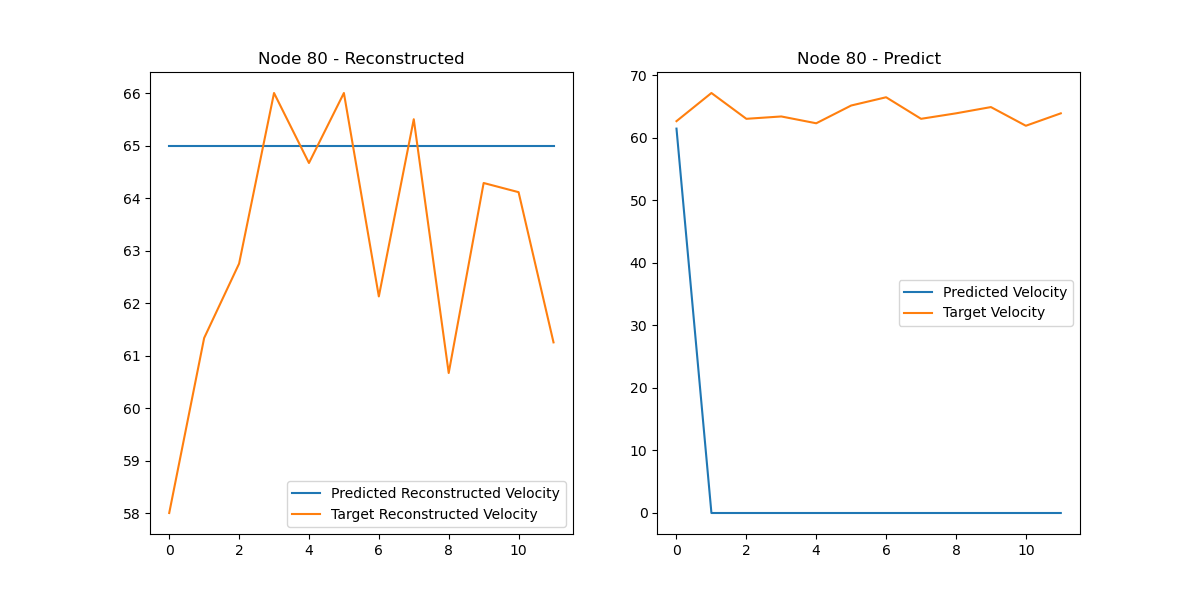 Node 80 - Reconstructed
66
65
64
63
62
61
60
59
58
0 2 4 6 8 10
Predicted Reconstructed Velocity
Target Reconstructed Velocity
Node 80 - Predict
70
60
50
40
30
20
10
0
0 2 4 6 8 10
Predicted Velocity
Target Velocity